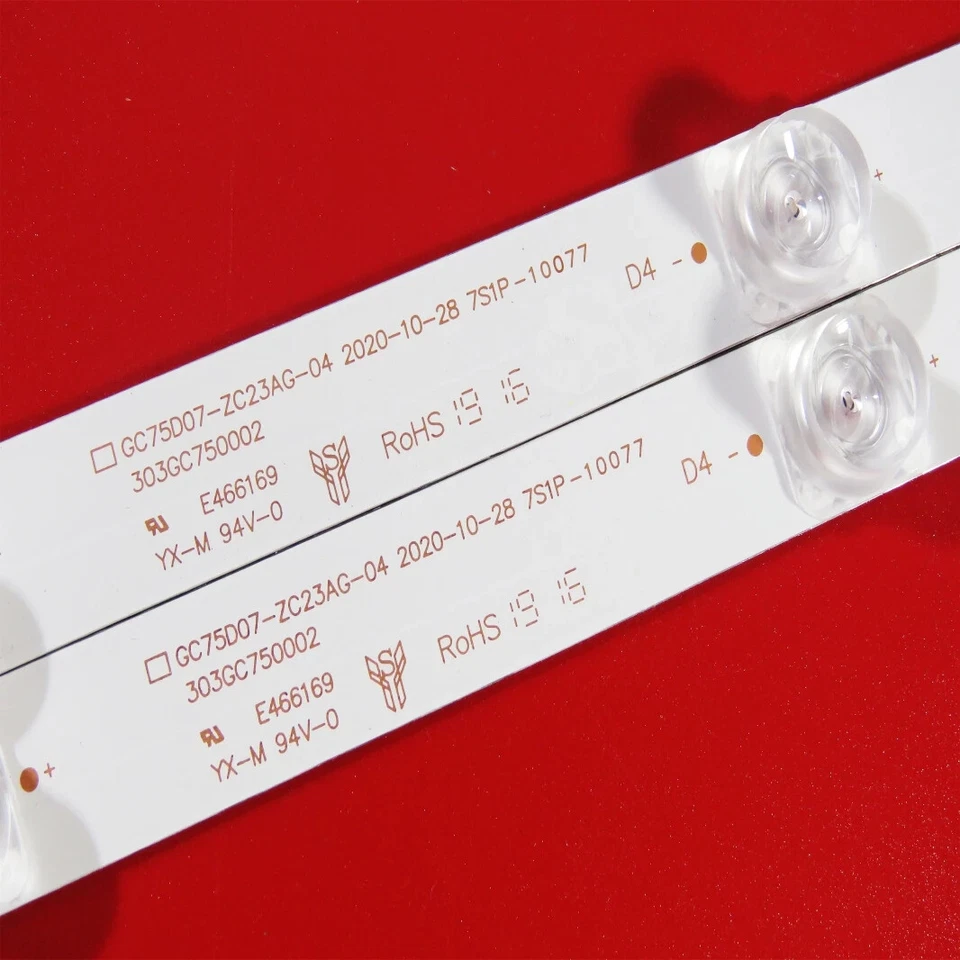 D4 -
+
GC75D07-ZC23AG-04 2020-10-28 7S1P-10077
303GC750002
E466169
RoHS 19 16
YX-M 94V-0
D4 -
+
GC75D07-ZC23AG-04 2020-10-28 7S1P-10077
303GC750002
E466169
RoHS 19 16
YX-M 94V-0
+